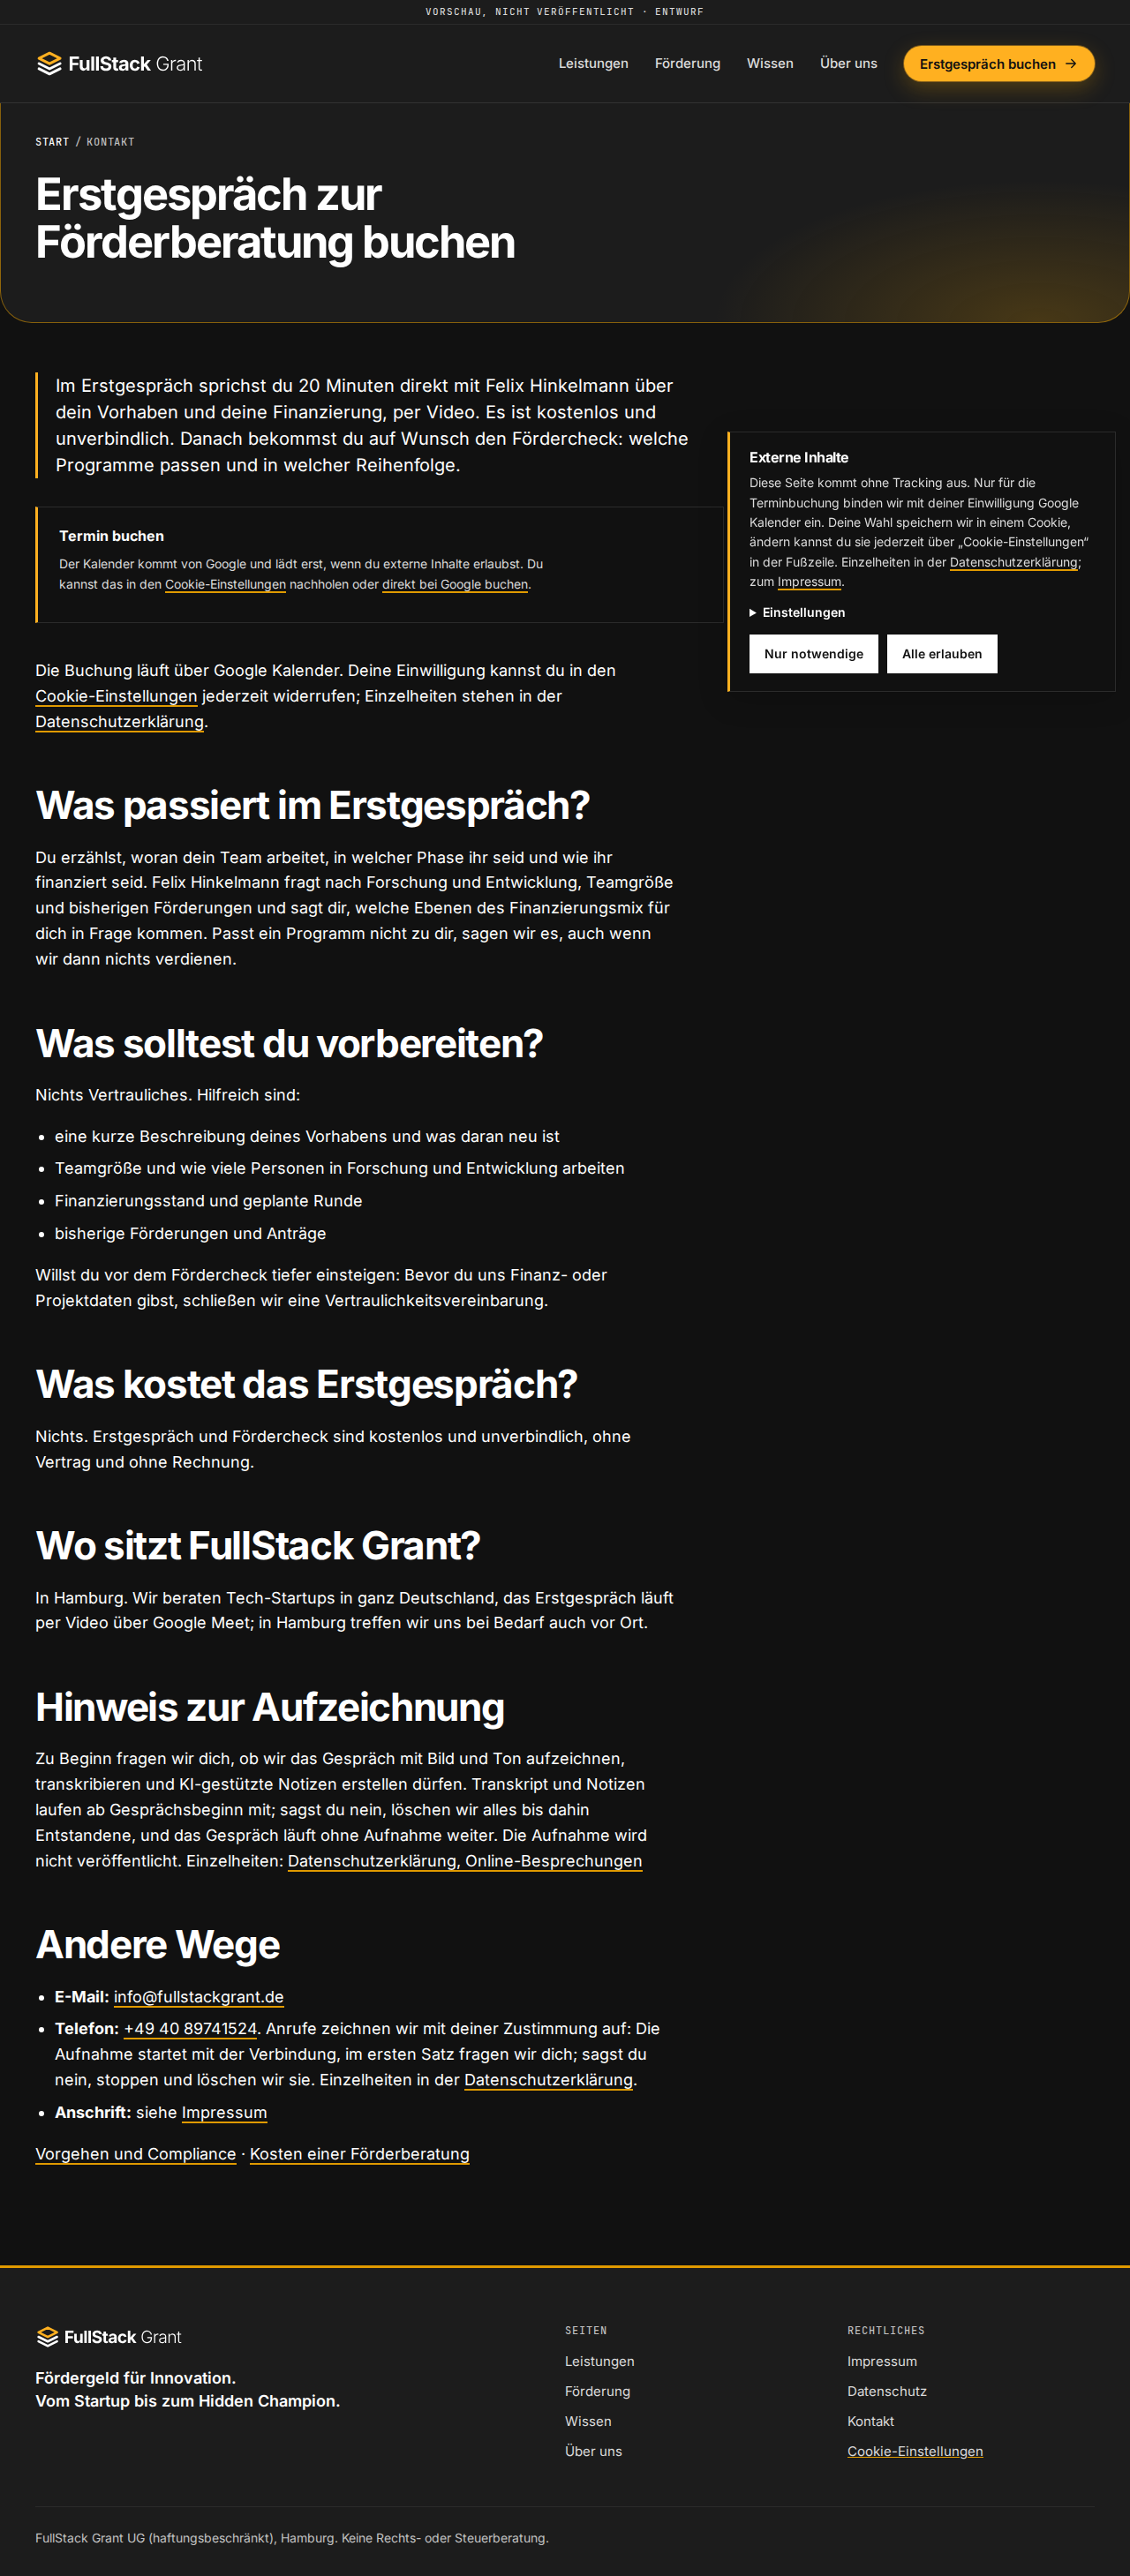 VORSCHAU, NICHT VERÖFFENTLICHT · ENTWURF
FullStack Grant
Leistungen
Förderung
Wissen
Über uns
Erstgespräch buchen →
START / KONTAKT
Erstgespräch zur
Förderberatung buchen
Im Erstgespräch sprichst du 20 Minuten direkt mit Felix Hinkelmann über
dein Vorhaben und deine Finanzierung, per Video. Es ist kostenlos und
unverbindlich. Danach bekommst du auf Wunsch den Fördercheck: welche
Programme passen und in welcher Reihenfolge.
Termin buchen
Der Kalender kommt von Google und lädt erst, wenn du externe Inhalte erlaubst. Du
kannst das in den Cookie-Einstellungen nachholen oder direkt bei Google buchen.
Externe Inhalte
Diese Seite kommt ohne Tracking aus. Nur für die
Terminbuchung binden wir mit deiner Einwilligung Google
Kalender ein. Deine Wahl speichern wir in einem Cookie,
ändern kannst du sie jederzeit über „Cookie-Einstellungen“
in der Fußzeile. Einzelheiten in der Datenschutzerklärung;
zum Impressum.
Einstellungen
Nur notwendige
Alle erlauben
Die Buchung läuft über Google Kalender. Deine Einwilligung kannst du in den
Cookie-Einstellungen jederzeit widerrufen; Einzelheiten stehen in der
Datenschutzerklärung.
Was passiert im Erstgespräch?
Du erzählst, woran dein Team arbeitet, in welcher Phase ihr seid und wie ihr
finanziert seid. Felix Hinkelmann fragt nach Forschung und Entwicklung, Teamgröße
und bisherigen Förderungen und sagt dir, welche Ebenen des Finanzierungsmix für
dich in Frage kommen. Passt ein Programm nicht zu dir, sagen wir es, auch wenn
wir dann nichts verdienen.
Was solltest du vorbereiten?
Nichts Vertrauliches. Hilfreich sind:
• eine kurze Beschreibung deines Vorhabens und was daran neu ist
• Teamgröße und wie viele Personen in Forschung und Entwicklung arbeiten
• Finanzierungsstand und geplante Runde
• bisherige Förderungen und Anträge
Willst du vor dem Fördercheck tiefer einsteigen: Bevor du uns Finanz- oder
Projektdaten gibst, schließen wir eine Vertraulichkeitsvereinbarung.
Was kostet das Erstgespräch?
Nichts. Erstgespräch und Fördercheck sind kostenlos und unverbindlich, ohne
Vertrag und ohne Rechnung.
Wo sitzt FullStack Grant?
In Hamburg. Wir beraten Tech-Startups in ganz Deutschland, das Erstgespräch läuft
per Video über Google Meet; in Hamburg treffen wir uns bei Bedarf auch vor Ort.
Hinweis zur Aufzeichnung
Zu Beginn fragen wir dich, ob wir das Gespräch mit Bild und Ton aufzeichnen,
transkribieren und KI-gestützte Notizen erstellen dürfen. Transkript und Notizen
laufen ab Gesprächsbeginn mit; sagst du nein, löschen wir alles bis dahin
Entstandene, und das Gespräch läuft ohne Aufnahme weiter. Die Aufnahme wird
nicht veröffentlicht. Einzelheiten: Datenschutzerklärung, Online-Besprechungen
Andere Wege
• E-Mail: info@fullstackgrant.de
• Telefon: +49 40 89741524. Anrufe zeichnen wir mit deiner Zustimmung auf: Die
Aufnahme startet mit der Verbindung, im ersten Satz fragen wir dich; sagst du
nein, stoppen und löschen wir sie. Einzelheiten in der Datenschutzerklärung.
• Anschrift: siehe Impressum
Vorgehen und Compliance · Kosten einer Förderberatung
FullStack Grant
Fördergeld für Innovation.
Vom Startup bis zum Hidden Champion.
SEITEN
Leistungen
Förderung
Wissen
Über uns
RECHTLICHES
Impressum
Datenschutz
Kontakt
Cookie-Einstellungen
FullStack Grant UG (haftungsbeschränkt), Hamburg. Keine Rechts- oder Steuerberatung.